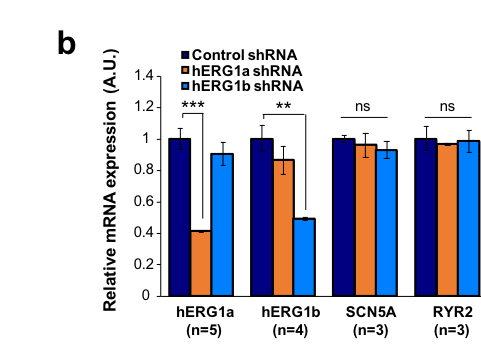 b
Control shRNA
hERG1a shRNA
hERG1b shRNA
Relative mRNA expression (A.U.)
1.4
1.2
1
0.8
0.6
0.4
0.2
0
***
**
ns
ns
hERG1a
(n=5)
hERG1b
(n=4)
SCN5A
(n=3)
RYR2
(n=3)